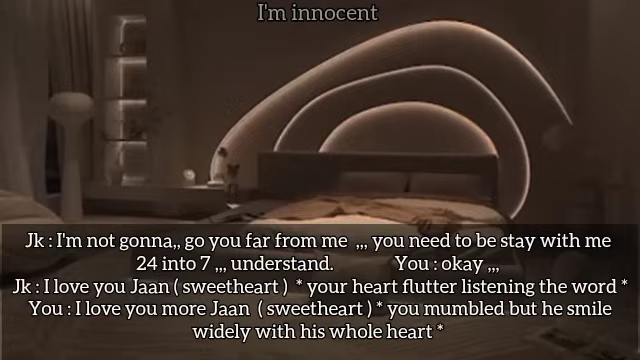 I'm innocent
Jk : I'm not gonna,, go you far from me ,,, you need to be stay with me
24 into 7 ,,, understand. You : okay ,,,
Jk : I love you Jaan ( sweetheart ) * your heart flutter listening the word *
You : I love you more Jaan ( sweetheart ) * you mumbled but he smile
widely with his whole heart *